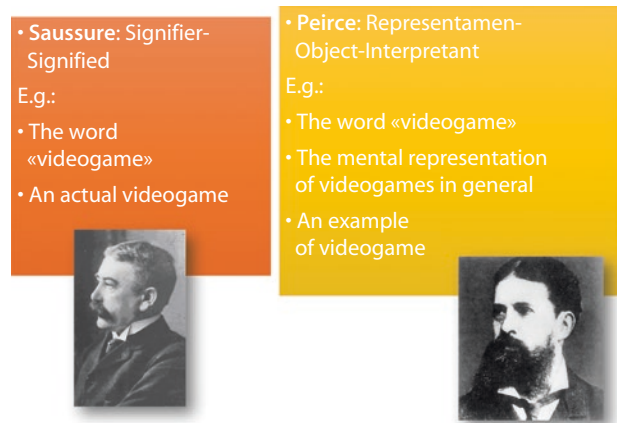 • Saussure: Signifier-
Signified
E.g.:
• The word
«videogame»
• An actual videogame
• Peirce: Representamen-
Object-Interpretant
E.g.:
• The word «videogame»
• The mental representation
of videogames in general
• An example
of videogame